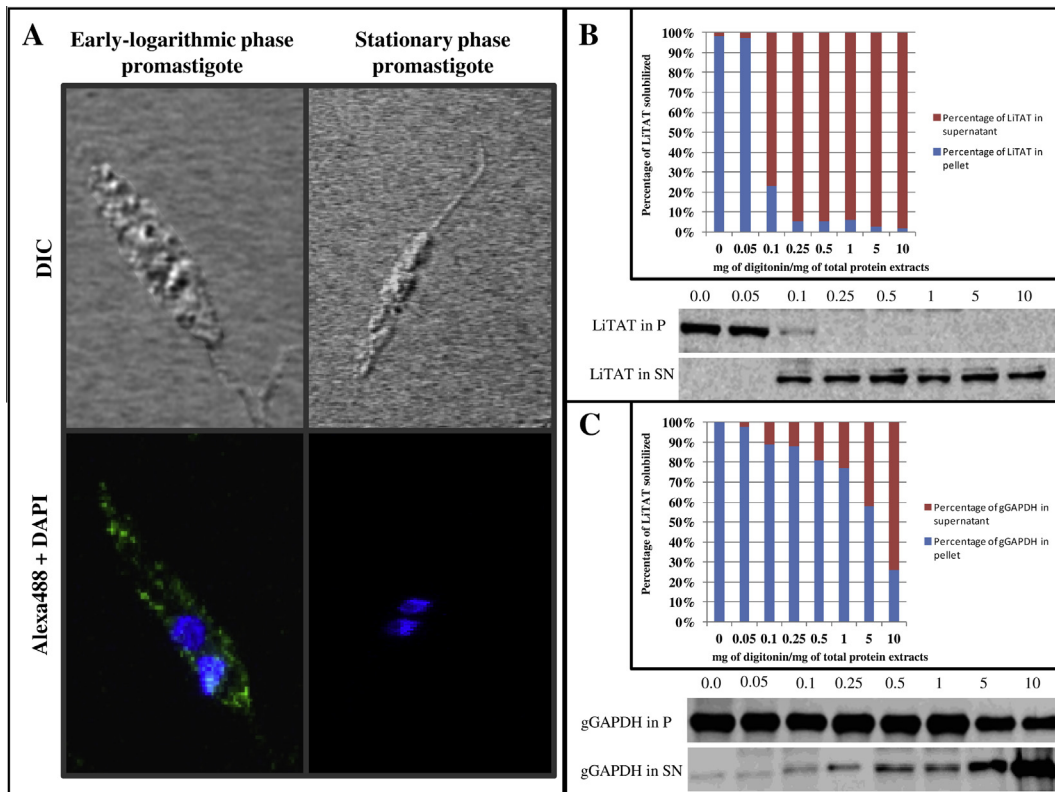 A
Early-logarithmic phase
promastigote
Stationary phase
promastigote
DIC
Alexa488 + DAPI
B
Percentage of LiTAT solubilized
100%
90%
80%
70%
60%
50%
40%
30%
20%
10%
0%
0 0.05 0.1 0.25 0.5 1 5 10
mg of digitonin/mg of total protein extracts
Percentage of LiTAT in
supernatant
Percentage of LiTAT in
pellet
0.0 0.05 0.1 0.25 0.5 1 5 10
LiTAT in P
LiTAT in SN
C
Percentage of LiTAT solubilized
100%
90%
80%
70%
60%
50%
40%
30%
20%
10%
0%
0 0.05 0.1 0.25 0.5 1 5 10
mg of digitonin/mg of total protein extracts
Percentage of gGAPDH in
supernatant
Percentage of gGAPDH in
pellet
0.0 0.05 0.1 0.25 0.5 1 5 10
gGAPDH in P
gGAPDH in SN